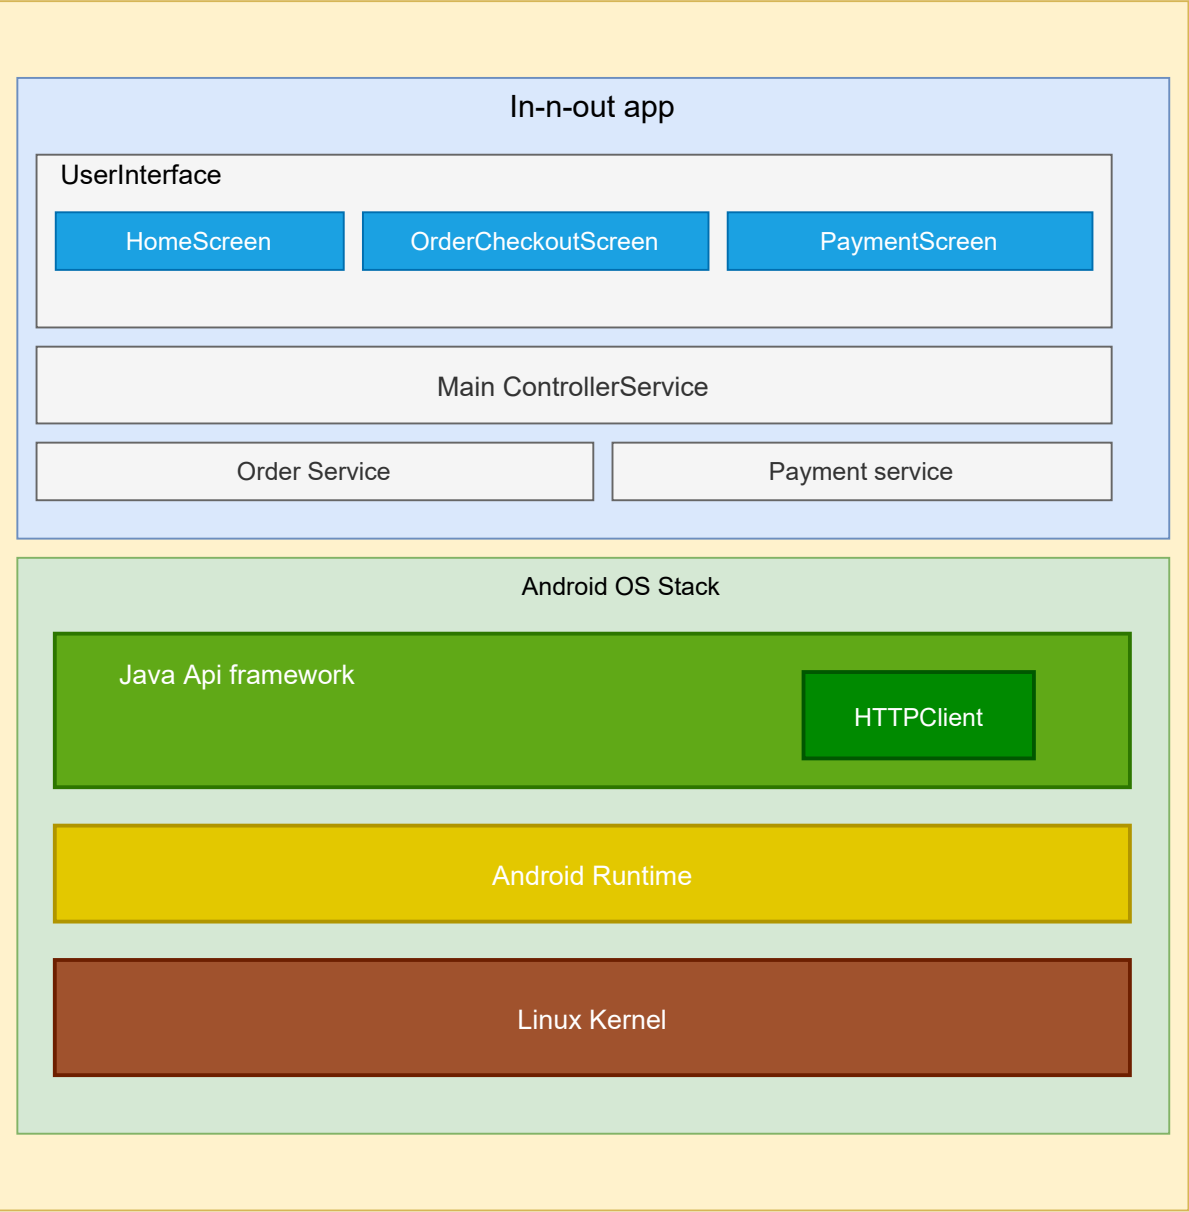 In-n-out app
UserInterface
HomeScreen
OrderCheckoutScreen
PaymentScreen
Main ControllerService
Order Service
Payment service
Android OS Stack
Java Api framework
HTTPClient
Android Runtime
Linux Kernel